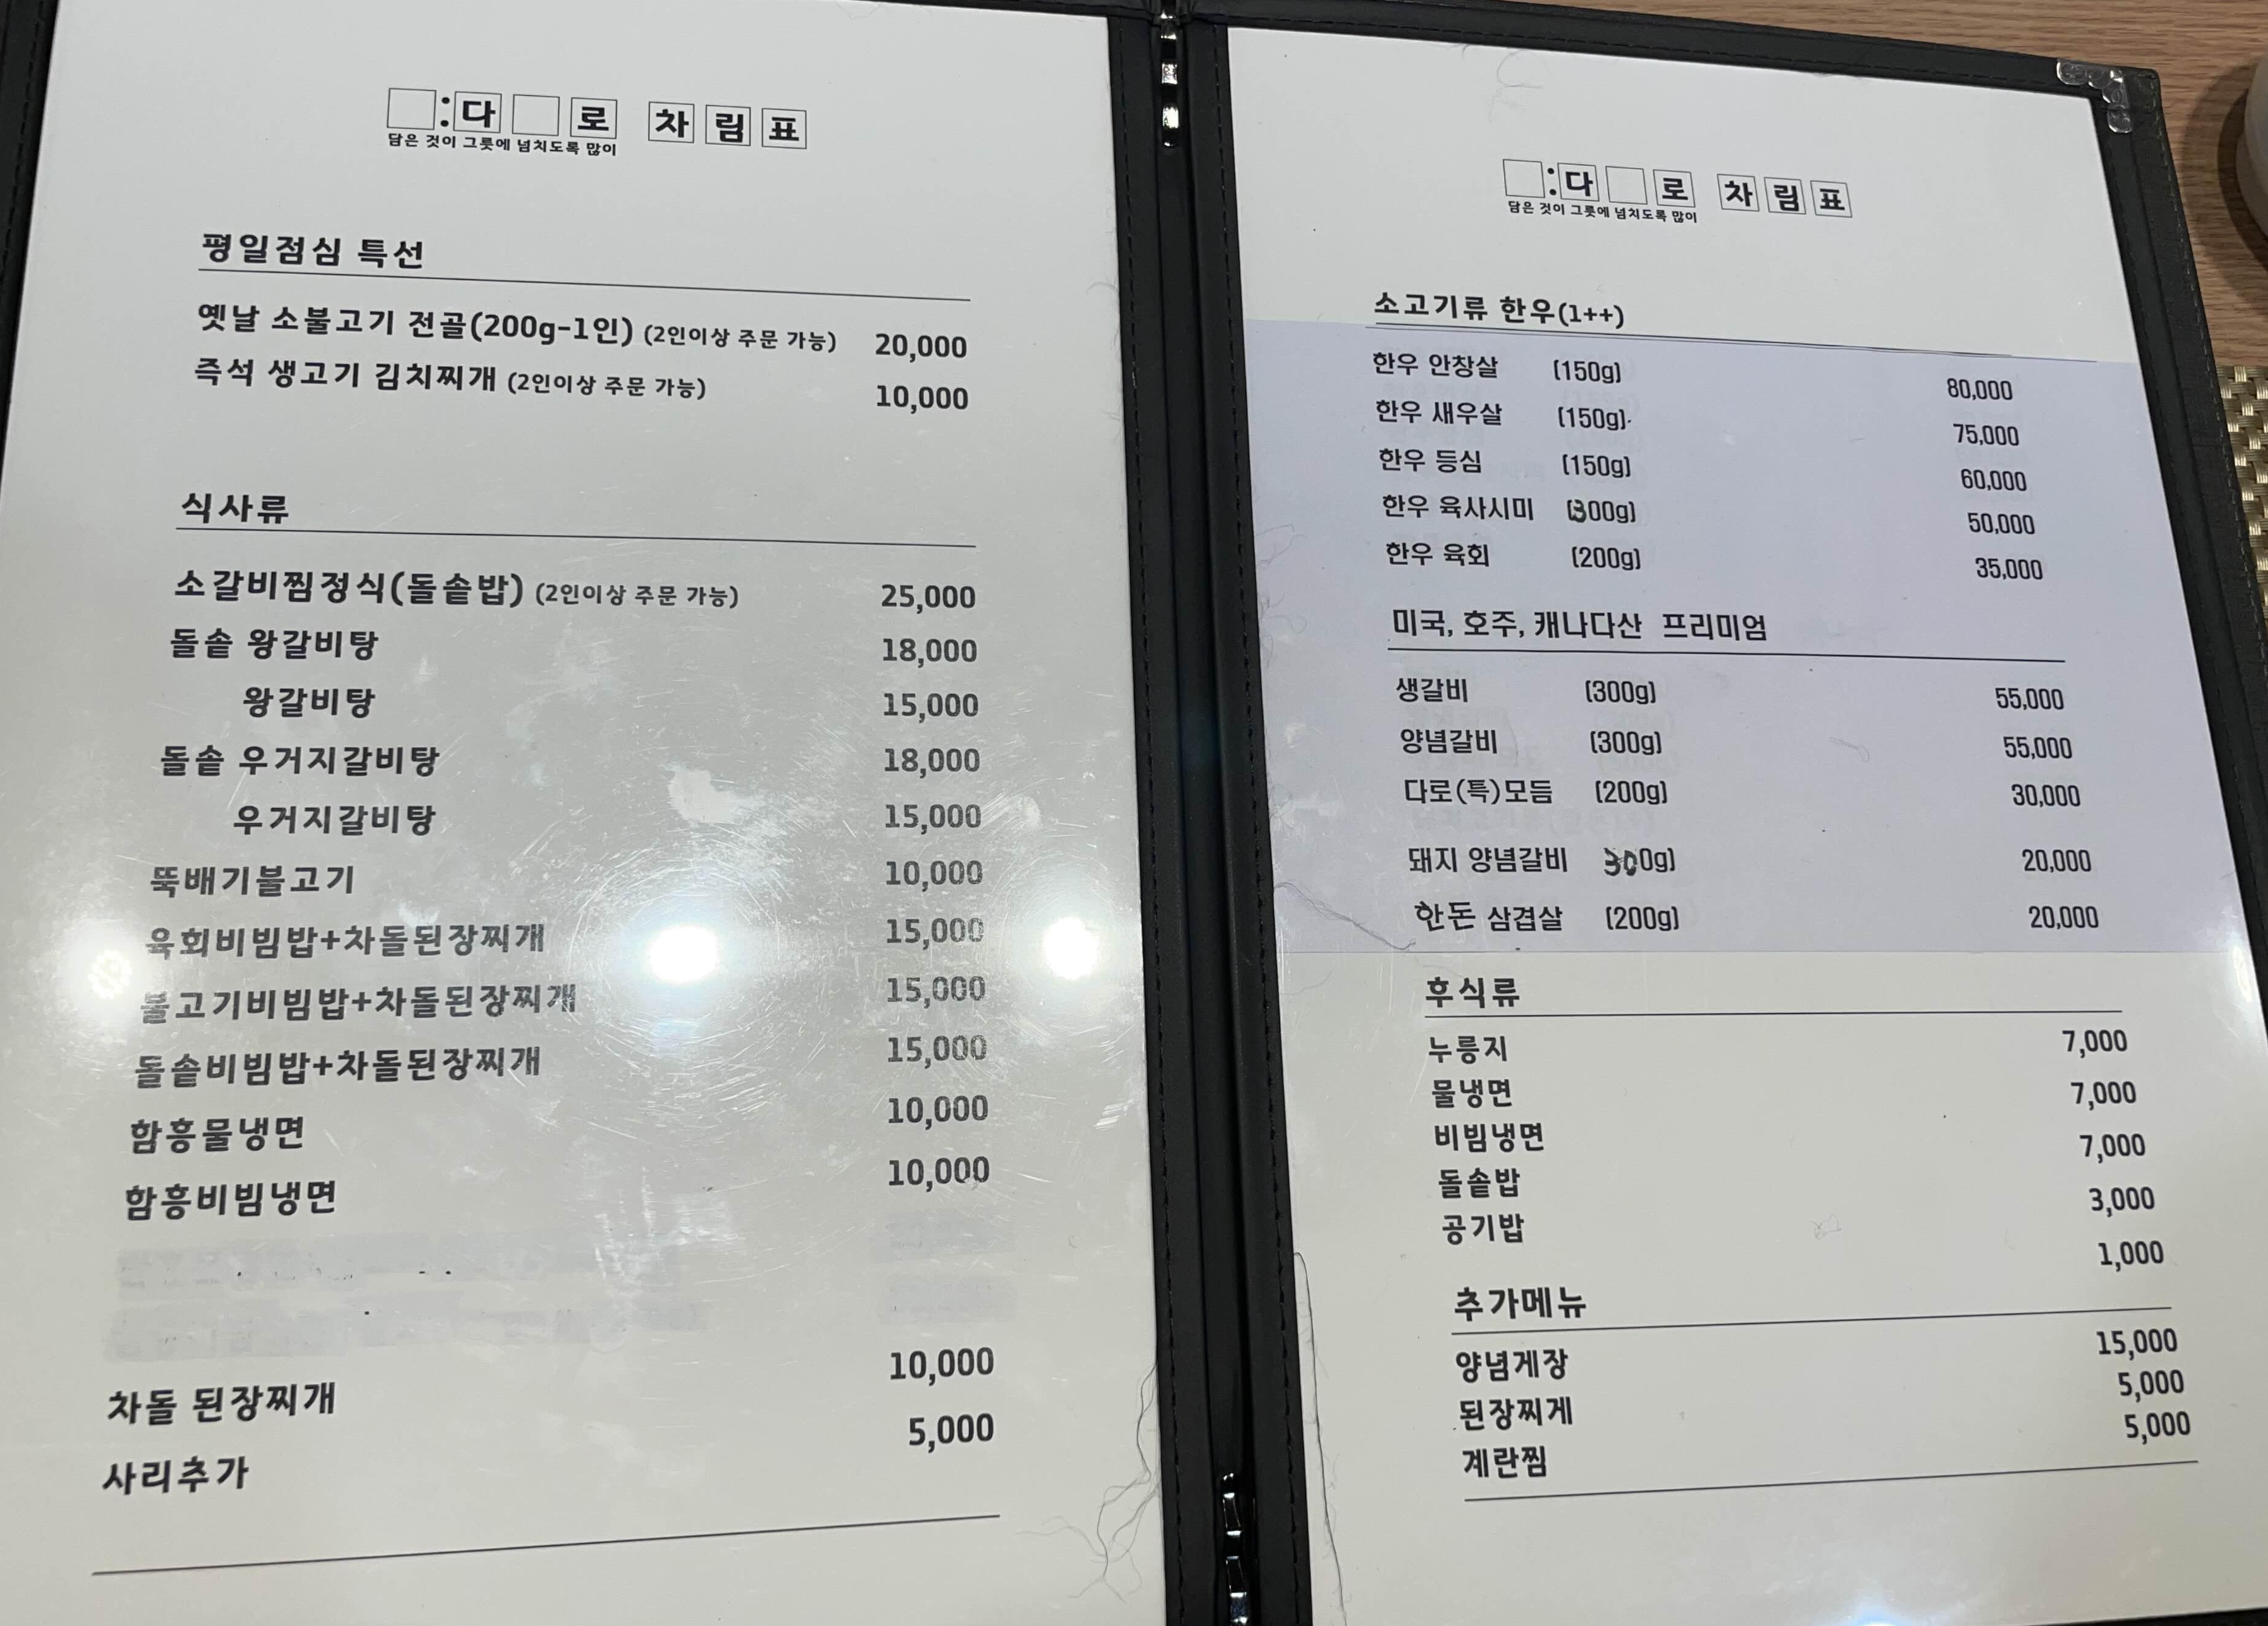 :다 로 차림표
담은 것이 그릇에 넘치도록 많이
평일점심 특선
옛날 소불고기 전골(200g-1인) (2인이상 주문 가능) 20,000
즉석 생고기 김치찌개 (2인이상 주문 가능) 10,000
식사류
소갈비찜정식(돌솥밥) (2인이상 주문 가능) 25,000
돌솥 왕갈비탕 18,000
왕갈비탕 15,000
돌솥 우거지갈비탕 18,000
우거지갈비탕 15,000
뚝배기불고기 10,000
육회비빔밥+차돌된장찌개 15,000
불고기비빔밥+차돌된장찌개 15,000
돌솥비빔밥+차돌된장찌개 15,000
함흥물냉면 10,000
함흥비빔냉면 10,000
차돌 된장찌개 10,000
사리추가 5,000
:다 로 차림표
담은 것이 그릇에 넘치도록 많이
소고기류 한우(1++)
한우 안창살 (150g) 80,000
한우 새우살 (150g) 75,000
한우 등심 (150g) 60,000
한우 육사시미 (300g) 50,000
한우 육회 (200g) 35,000
미국, 호주, 캐나다산 프리미엄
생갈비 (300g) 55,000
양념갈비 (300g) 55,000
다로(특)모듬 (200g) 30,000
돼지 양념갈비 300g) 20,000
한돈 삼겹살 (200g) 20,000
후식류
누룽지 7,000
물냉면 7,000
비빔냉면 7,000
돌솥밥 3,000
공기밥 1,000
추가메뉴
양념게장 15,000
된장찌게 5,000
계란찜 5,000